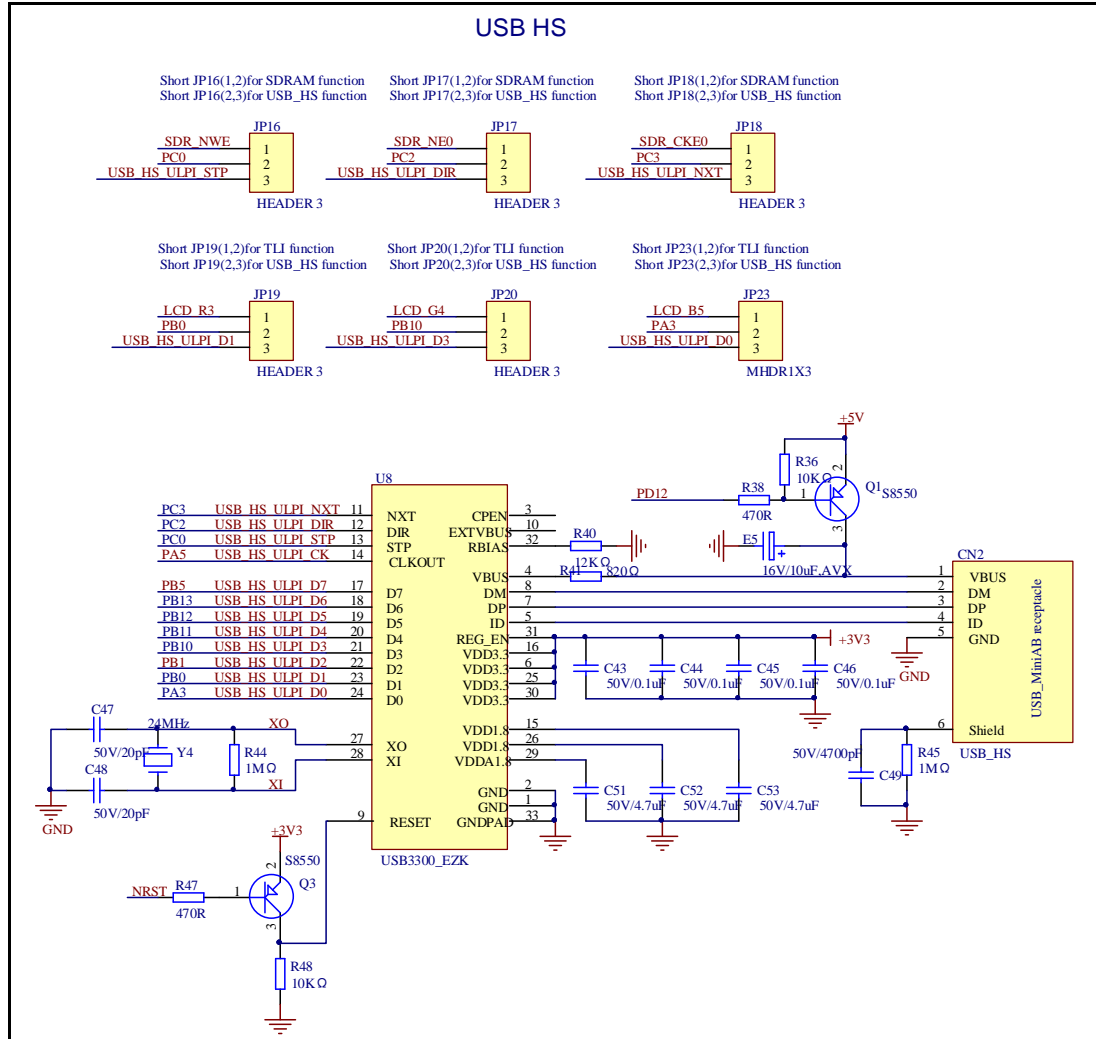 USB HS
Short JP16(1,2)for SDRAM function
Short JP16(2,3)for USB_HS function
Short JP17(1,2)for SDRAM function
Short JP17(2,3)for USB_HS function
Short JP18(1,2)for SDRAM function
Short JP18(2,3)for USB_HS function
JP16
SDR_NWE 1
PC0 2
USB_HS_ULPI_STP 3
HEADER 3
JP17
SDR_NE0 1
PC2 2
USB_HS_ULPI_DIR 3
HEADER 3
JP18
SDR_CKE0 1
PC3 2
USB_HS_ULPI_NXT 3
HEADER 3
Short JP19(1,2)for TLI function
Short JP19(2,3)for USB_HS function
Short JP20(1,2)for TLI function
Short JP20(2,3)for USB_HS function
Short JP23(1,2)for TLI function
Short JP23(2,3)for USB_HS function
JP19
LCD_R3 1
PB0 2
USB_HS_ULPI_D1 3
HEADER 3
JP20
LCD_G4 1
PB10 2
USB_HS_ULPI_D3 3
HEADER 3
JP23
LCD_B5 1
PA3 2
USB_HS_ULPI_D0 3
MHDR1X3
+5V
R36
10KΩ
2
Q1
S8550
PD12
R38
470R
1
3
E5
+
16V/10uF,AVX
U8
PC3 USB_HS_ULPI_NXT 11 NXT
PC2 USB_HS_ULPI_DIR 12 DIR
PC0 USB_HS_ULPI_STP 13 STP
PA5 USB_HS_ULPI_CK 14 CLKOUT
PB5 USB_HS_ULPI_D7 17 D7
PB13 USB_HS_ULPI_D6 18 D6
PB12 USB_HS_ULPI_D5 19 D5
PB11 USB_HS_ULPI_D4 20 D4
PB10 USB_HS_ULPI_D3 21 D3
PB1 USB_HS_ULPI_D2 22 D2
PB0 USB_HS_ULPI_D1 23 D1
PA3 USB_HS_ULPI_D0 24 D0
XO 27 XO
XI 28 XI
9 RESET
CPEN 3
EXTVBUS 10
RBIAS 32
VBUS 4
DM 8
DP 7
ID 5
REG_EN 31
VDD3.3 16
VDD3.3 6
VDD3.3 25
VDD3.3 30
VDD1.8 15
VDD1.8 26
VDDA1.8 29
GND 2
GND 1
GNDPAD 33
USB3300_EZK
R40
12KΩ
R41
820Ω
+3V3
C43
50V/0.1uF
C44
50V/0.1uF
C45
50V/0.1uF
C46
50V/0.1uF
C51
50V/4.7uF
C52
50V/4.7uF
C53
50V/4.7uF
CN2
1 VBUS
2 DM
3 DP
4 ID
5 GND
6 Shield
USB_MiniAB receptacle
USB_HS
GND
50V/4700pF
C49
R45
1MΩ
C47
50V/20pF
24MHz
Y4
R44
1MΩ
C48
50V/20pF
GND
+3V3
2
S8550
Q3
NRST
R47
470R
1
3
R48
10KΩ